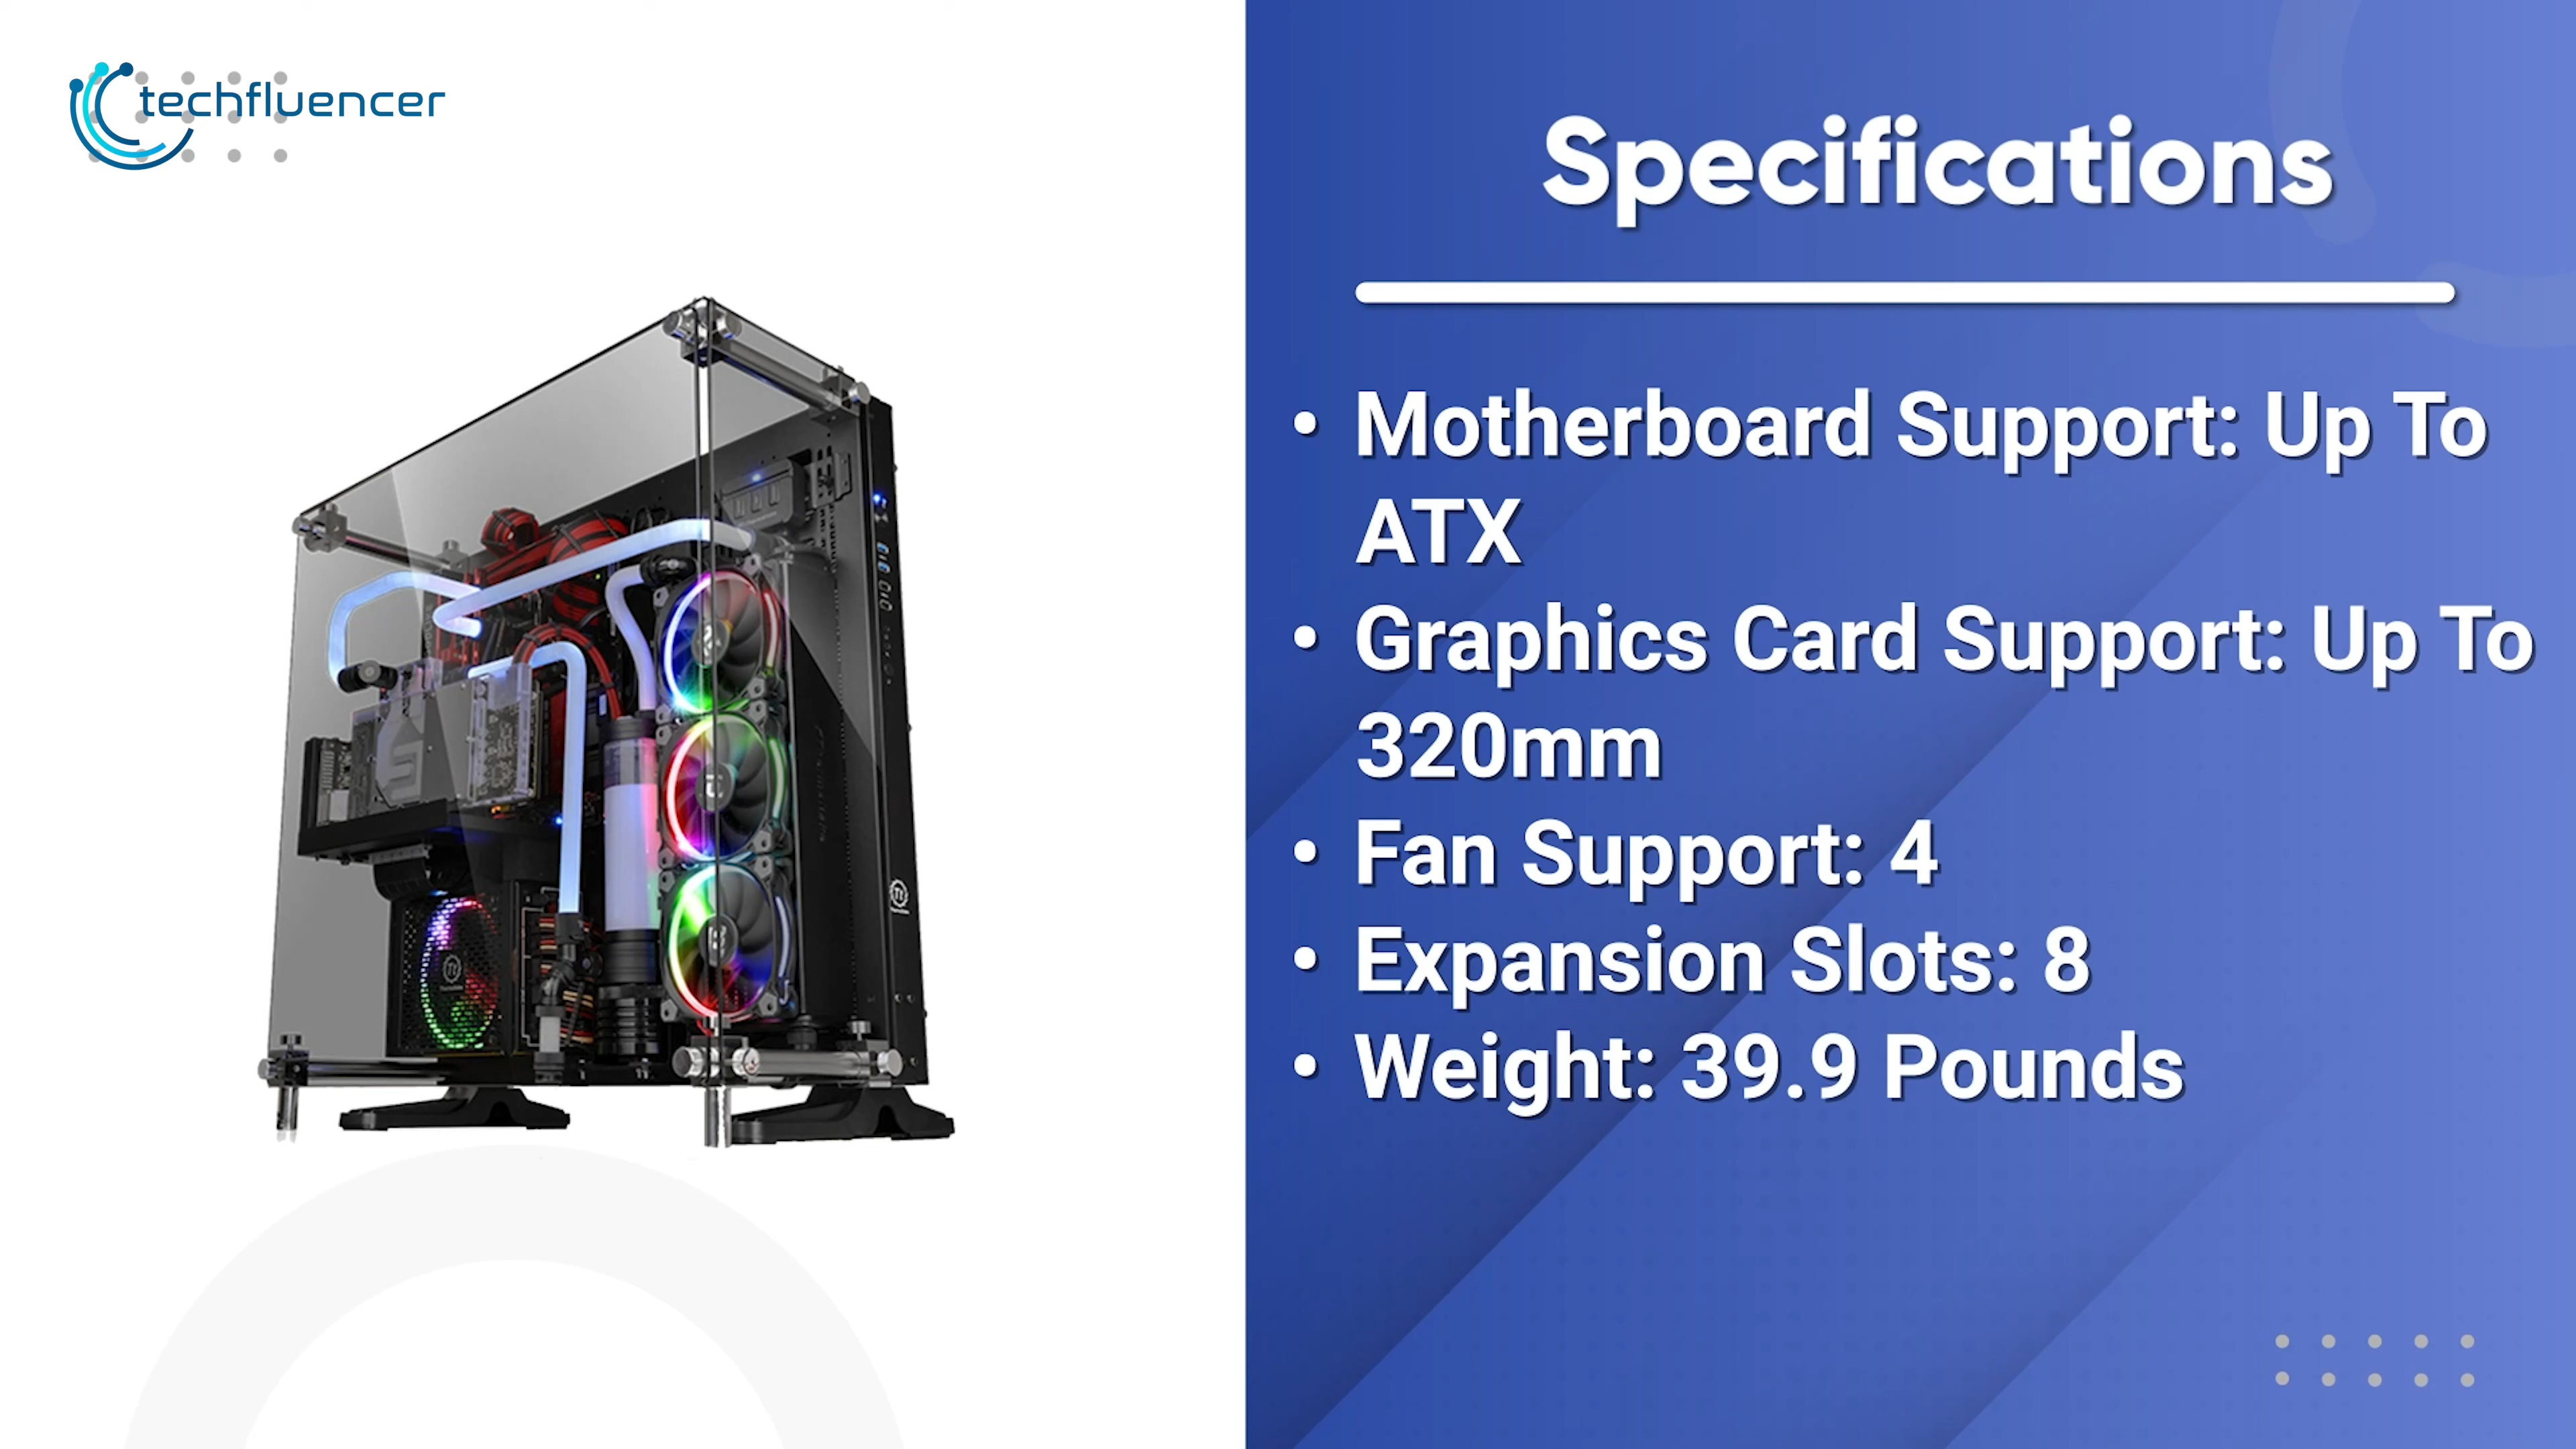 techfluencer
Specifications
• Motherboard Support: Up To
ATX
• Graphics Card Support: Up To
320mm
• Fan Support: 4
• Expansion Slots: 8
• Weight: 39.9 Pounds